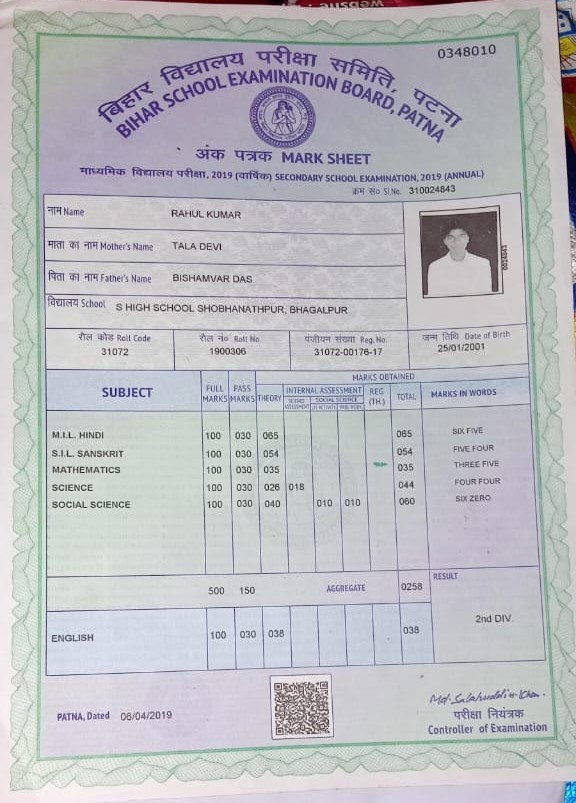 0348010
बिहार विद्यालय परीक्षा समिति, पटना
BIHAR SCHOOL EXAMINATION BOARD, PATNA
अंक पत्रक MARK SHEET
माध्यमिक विद्यालय परीक्षा, 2019 (वार्षिक) SECONDARY SCHOOL EXAMINATION, 2019 (ANNUAL)
क्रम सं० Sl.No. 310024843
नाम Name RAHUL KUMAR
माता का नाम Mother's Name TALA DEVI
पिता का नाम Father's Name BISHAMVAR DAS
विद्यालय School S HIGH SCHOOL SHOBHANATHPUR, BHAGALPUR
रौल कोड Roll Code रौल नं० Roll No. पंजीयन संख्या Reg. No. जन्म तिथि Date of Birth
31072 1900306 31072-00176-17 25/01/2001
MARKS OBTAINED
SUBJECT FULL MARKS PASS MARKS THEORY INTERNAL ASSESSMENT REG (TH.) TOTAL MARKS IN WORDS
SOCIAL SCIENCE
M.I.L. HINDI 100 030 065 065 SIX FIVE
S.I.L. SANSKRIT 100 030 054 054 FIVE FOUR
MATHEMATICS 100 030 035 035 THREE FIVE
SCIENCE 100 030 026 018 044 FOUR FOUR
SOCIAL SCIENCE 100 030 040 010 010 060 SIX ZERO
500 150 AGGREGATE 0258 RESULT
ENGLISH 100 030 038 038 2nd DIV.
PATNA, Dated 06/04/2019
Md. Salahuddin Khan.
परीक्षा नियंत्रक
Controller of Examination